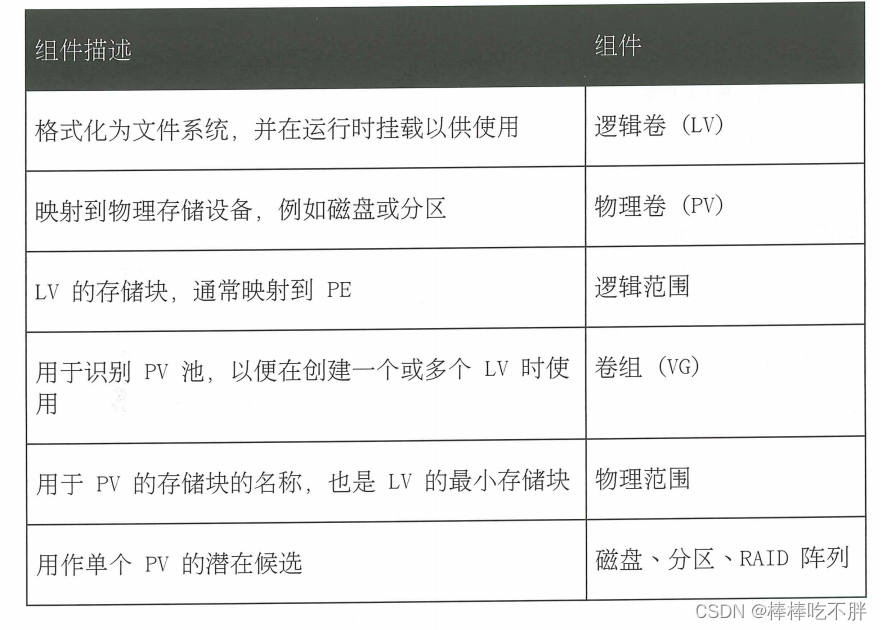 组件描述 组件
格式化为文件系统，并在运行时挂载以供使用 逻辑卷 (LV)
映射到物理存储设备，例如磁盘或分区 物理卷 (PV)
LV 的存储块，通常映射到 PE 逻辑范围
用于识别 PV 池，以便在创建一个或多个 LV 时使 卷组 (VG)
用
用于 PV 的存储块的名称，也是 LV 的最小存储块 物理范围
用作单个 PV 的潜在候选 磁盘、分区、RAID 阵列
CSDN @棒棒吃不胖